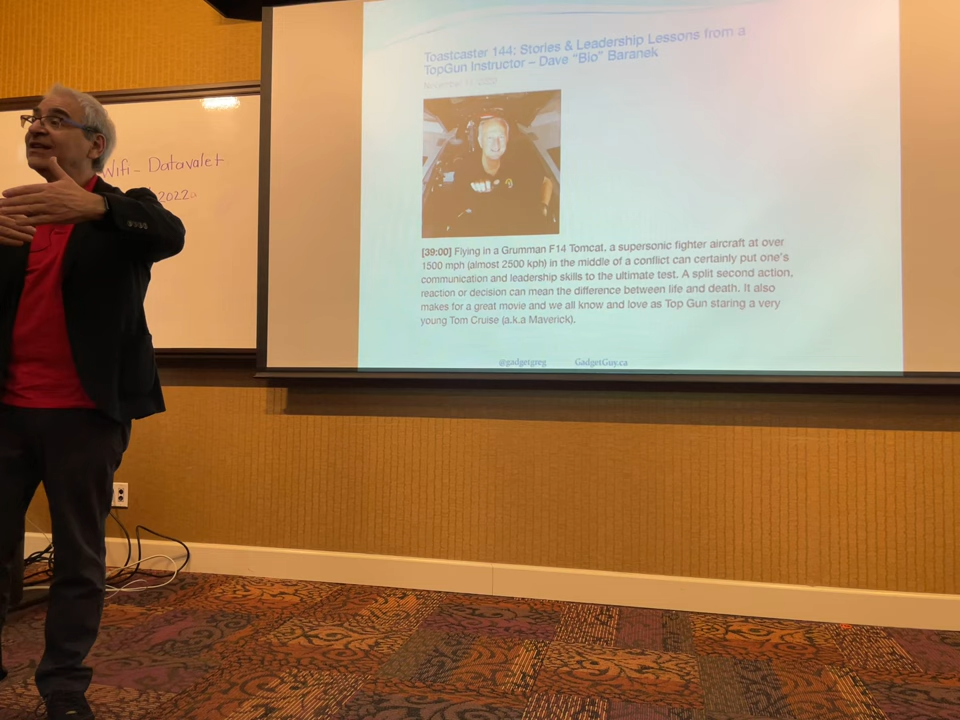 Toastcaster 144: Stories & Leadership Lessons from a
TopGun Instructor – Dave "Bio" Baranek
[39:00] Flying in a Grumman F14 Tomcat, a supersonic fighter aircraft at over
1500 mph (almost 2500 kph) in the middle of a conflict can certainly put one's
communication and leadership skills to the ultimate test. A split second action,
reaction or decision can mean the difference between life and death. It also
makes for a great movie and we all know and love as Top Gun staring a very
young Tom Cruise (a.k.a Maverick).
@gadgetgreg GadgetGuy.ca
Wifi - Datavalet
2022